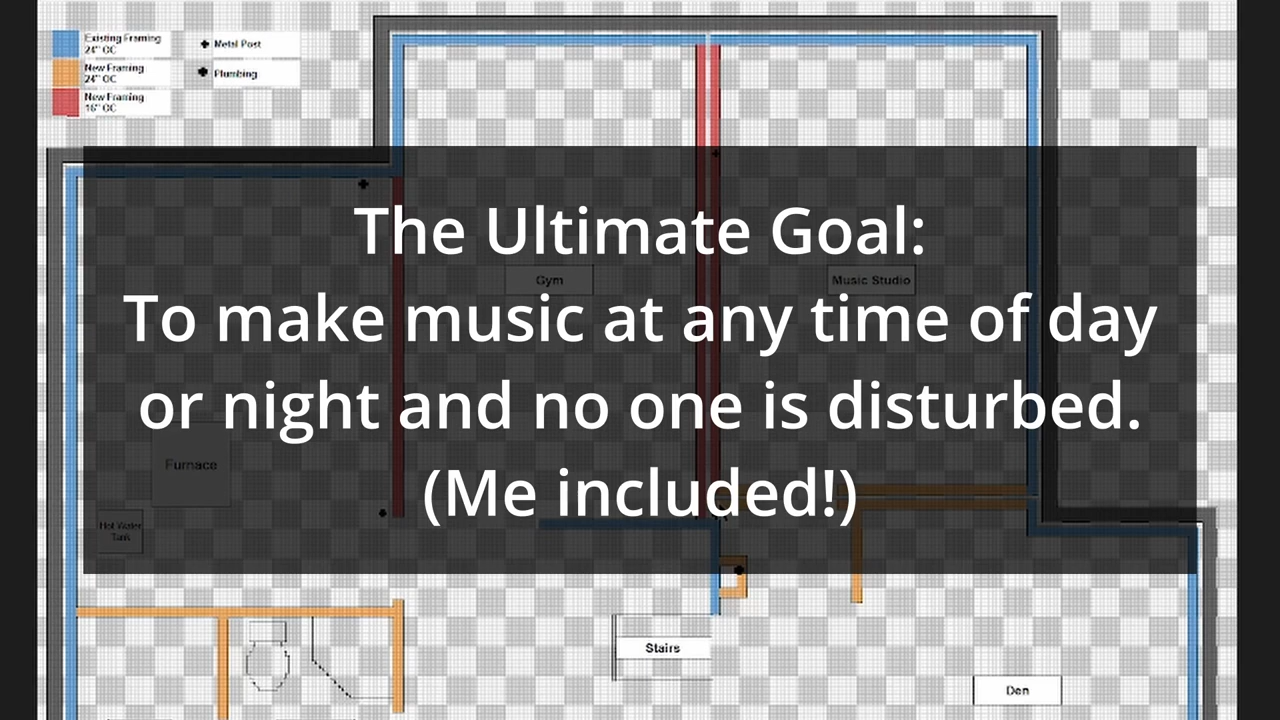 Existing Framing
24" OC
Metal Post
New Framing
24" OC
Plumbing
New Framing
16" OC
The Ultimate Goal:
Gym
Music Studio
To make music at any time of day
or night and no one is disturbed.
Furnace
(Me included!)
Hot Water
Tank
Stairs
Den